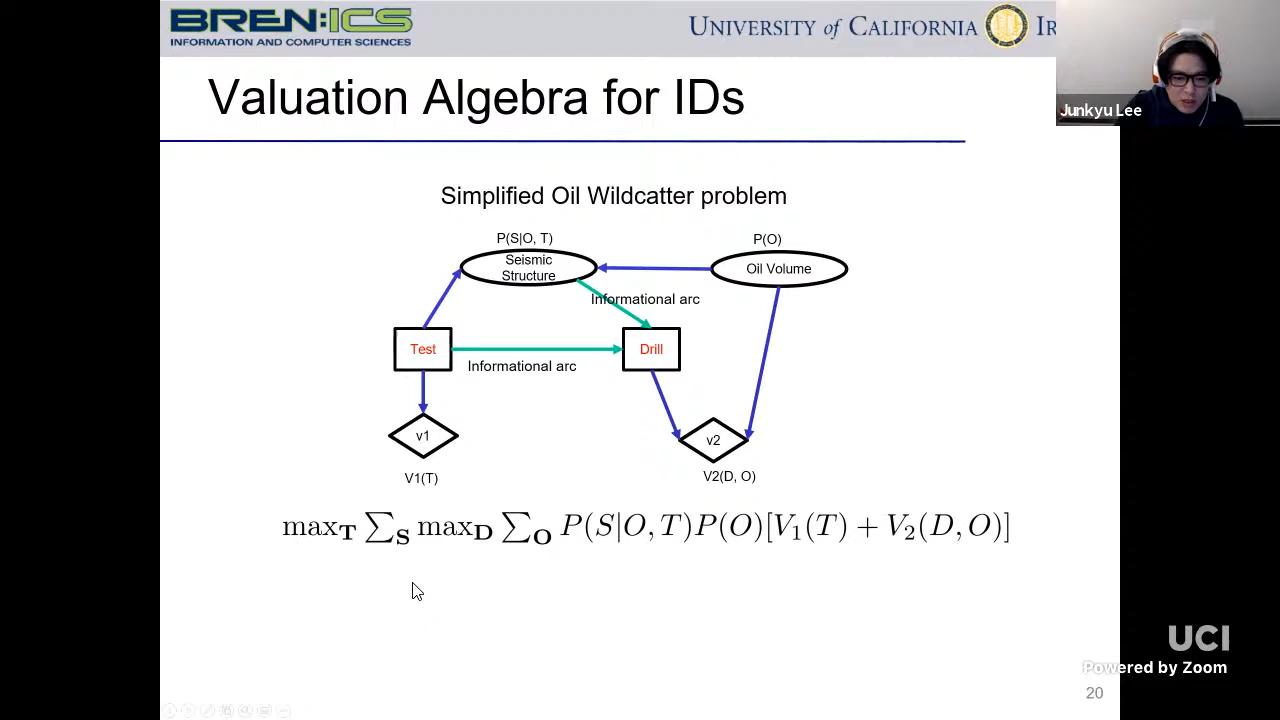 BREN:ICS
INFORMATION AND COMPUTER SCIENCES
UNIVERSITY of CALIFORNIA IR
Junkyu Lee
Valuation Algebra for IDs
Simplified Oil Wildcatter problem
P(S|O, T)
P(O)
Seismic
Structure
Oil Volume
Informational arc
Test
Drill
Informational arc
v1
v2
V1(T)
V2(D, O)
max_T ∑_S max_D ∑_O P(S|O, T)P(O)[V_1(T) + V_2(D, O)]
UCI
Powered by Zoom
20